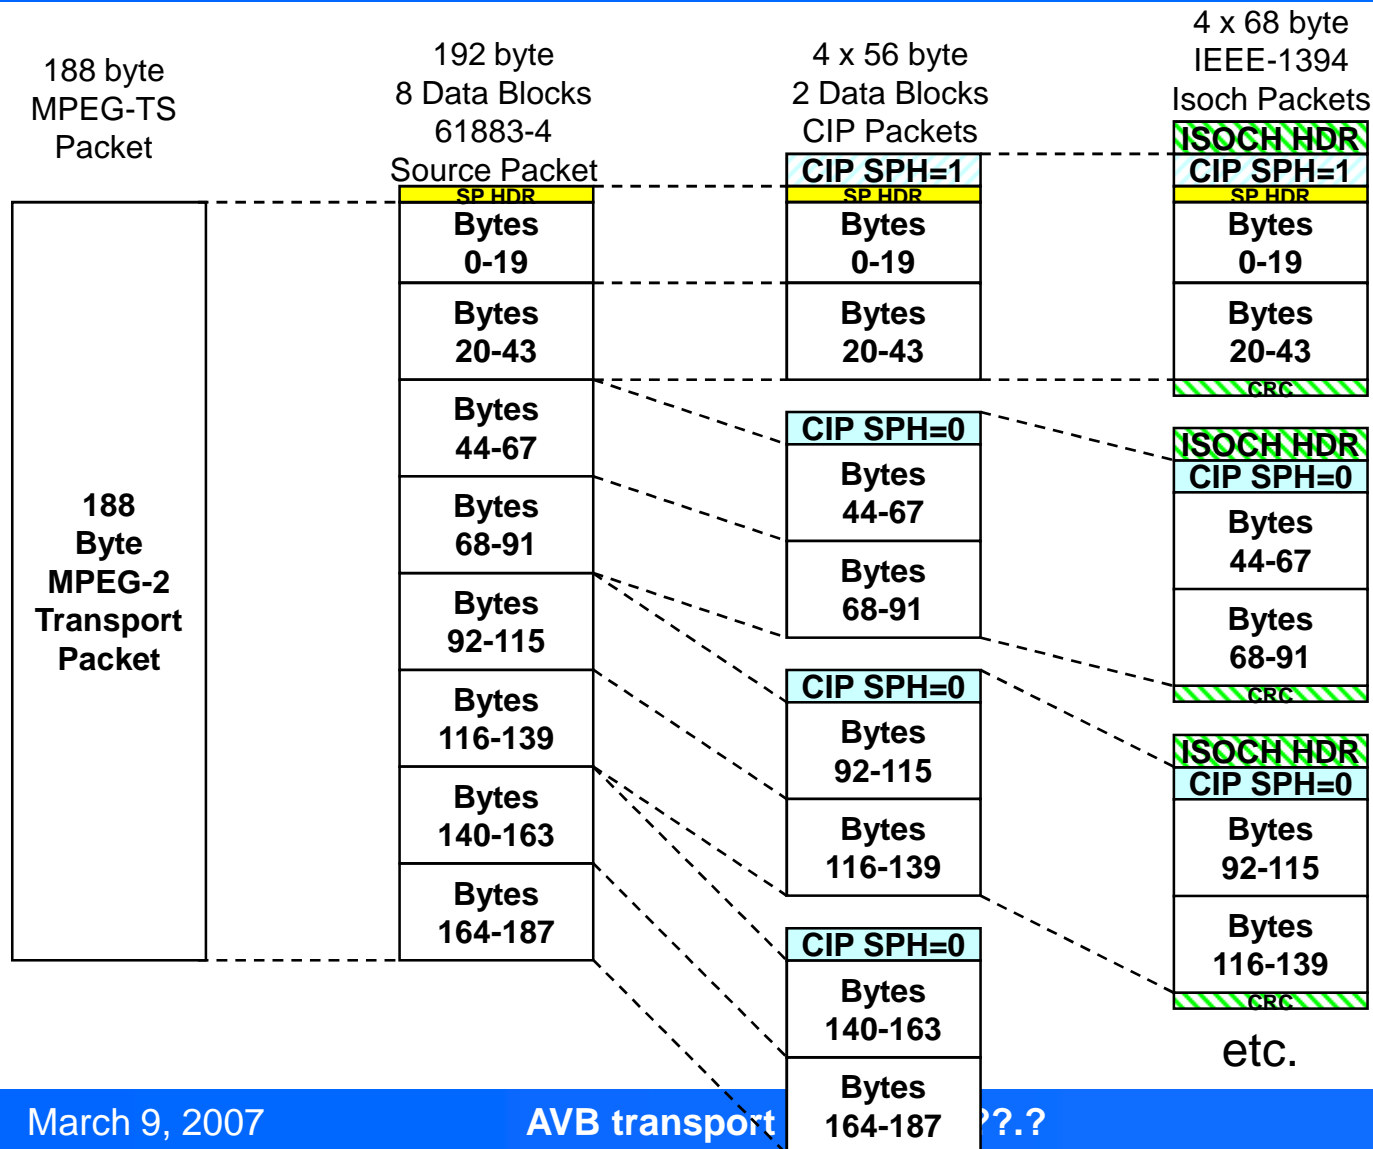 188 byte
MPEG-TS
Packet
188
Byte
MPEG-2
Transport
Packet
192 byte
8 Data Blocks
61883-4
Source Packet
SP HDR
Bytes
0-19
Bytes
20-43
Bytes
44-67
Bytes
68-91
Bytes
92-115
Bytes
116-139
Bytes
140-163
Bytes
164-187
4 x 56 byte
2 Data Blocks
CIP Packets
CIP SPH=1
SP HDR
Bytes
0-19
Bytes
20-43
CIP SPH=0
Bytes
44-67
Bytes
68-91
CIP SPH=0
Bytes
92-115
Bytes
116-139
CIP SPH=0
Bytes
140-163
Bytes
164-187
4 x 68 byte
IEEE-1394
Isoch Packets
ISOCH HDR
CIP SPH=1
SP HDR
Bytes
0-19
Bytes
20-43
CRC
ISOCH HDR
CIP SPH=0
Bytes
44-67
Bytes
68-91
CRC
ISOCH HDR
CIP SPH=0
Bytes
92-115
Bytes
116-139
CRC
etc.
March 9, 2007
AVB transport ??.?